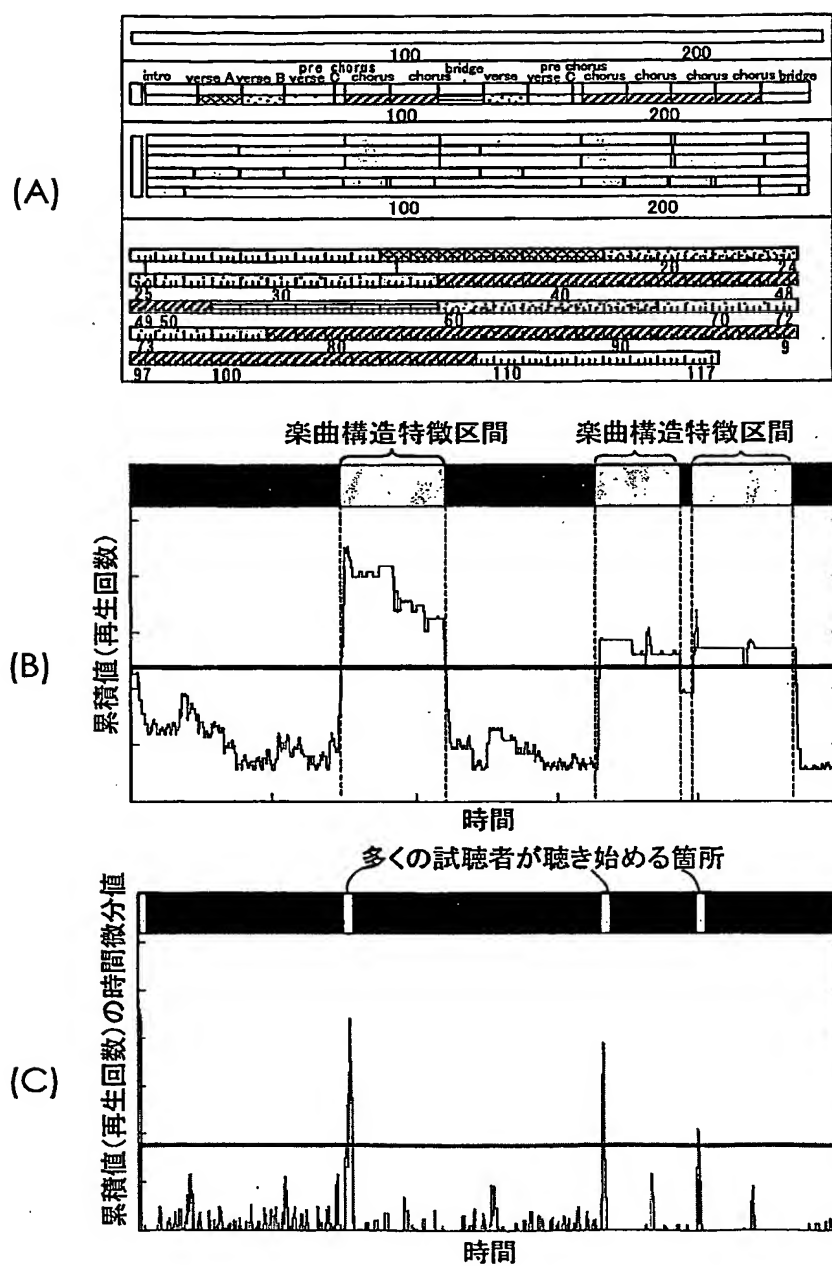 (A)
100 200
pre chorus bridge pre chorus
intro verse A verse B verse C chorus chorus verse verse C chorus chorus chorus chorus bridge
100 200
100 200
1 1 20 24
25 30 40 48
49 50 60 70 72
73 80 90 9
97 100 110 117
(B)
楽曲構造特徴区間 楽曲構造特徴区間
累積値(再生回数)
時間
(C)
多くの試聴者が聴き始める箇所
累積値(再生回数)の時間微分値
時間